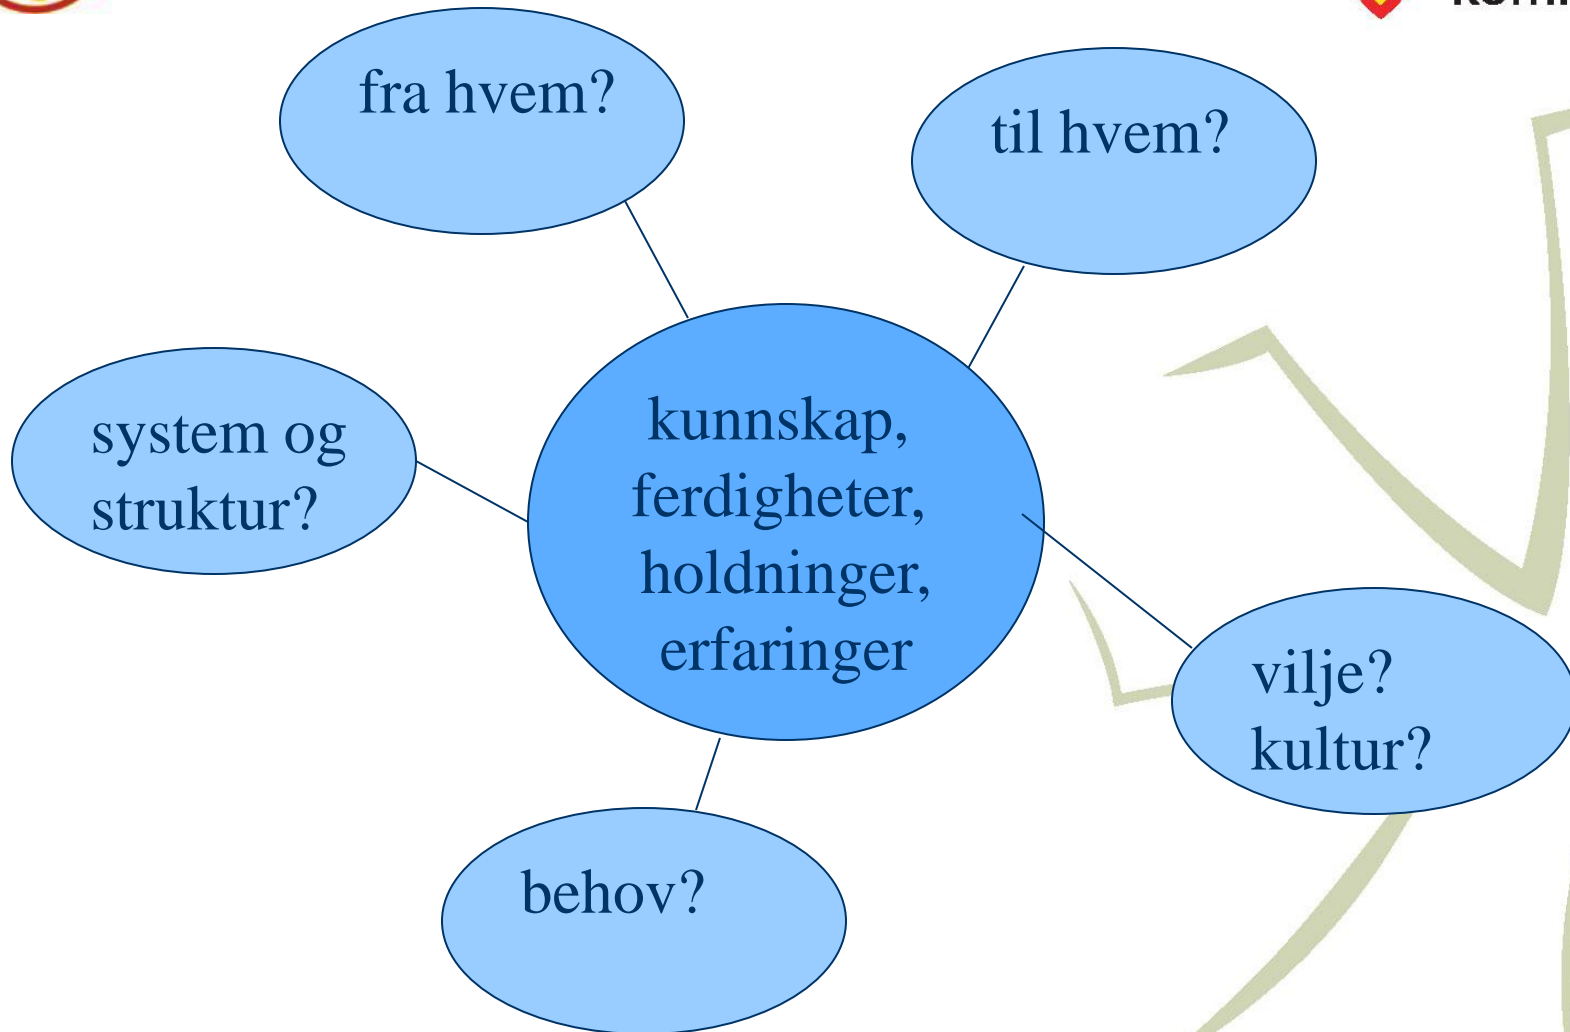 fra hvem?
til hvem?
system og
struktur?
kunnskap,
ferdigheter,
holdninger,
erfaringer
vilje?
kultur?
behov?